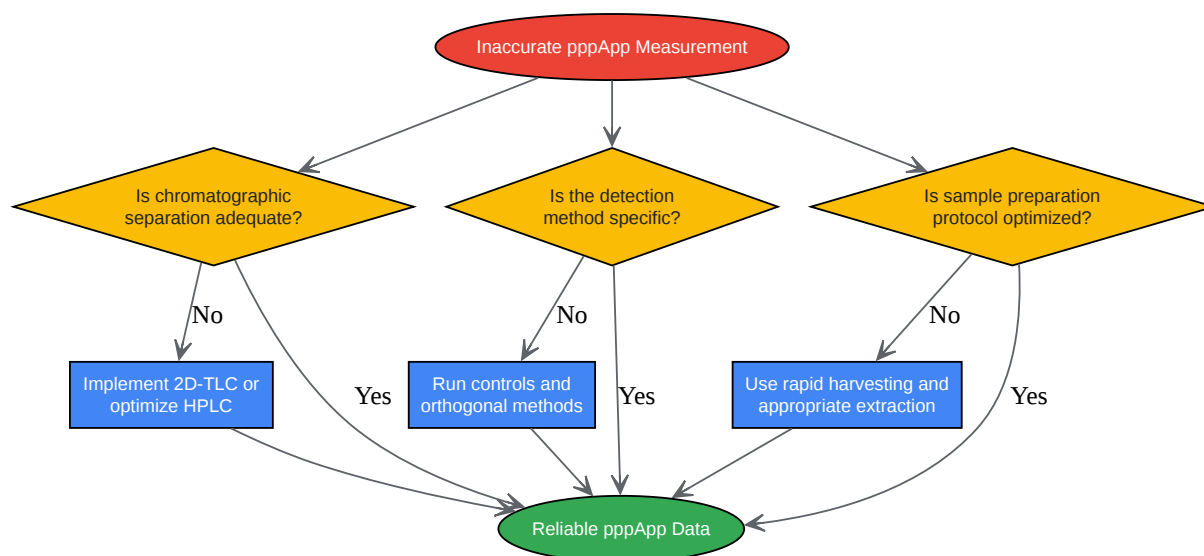 Inaccurate pppApp Measurement
Is chromatographic
separation adequate?
Is the detection
method specific?
Is sample preparation
protocol optimized?
No
No
No
Implement 2D-TLC or
optimize HPLC
Yes
Run controls and
orthogonal methods
Yes
Use rapid harvesting and
appropriate extraction
Yes
Reliable pppApp Data